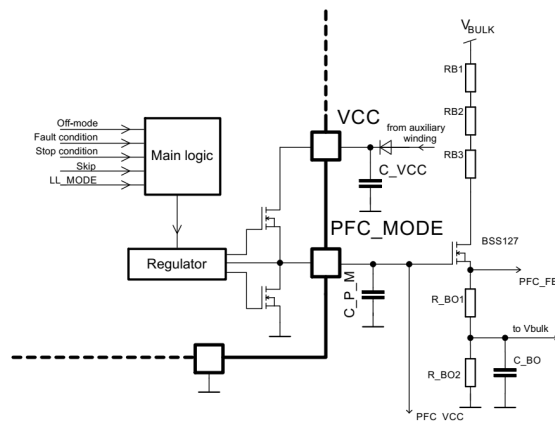 V_BULK
RB1
RB2
RB3
Off-mode
Fault condition
Stop condition
Skip
LL_MODE
Main logic
VCC
from auxiliary
winding
C_VCC
PFC_MODE
BSS127
Regulator
C_P_M
PFC_FB
R_BO1
to Vbulk
R_BO2
C_BO
PFC_VCC